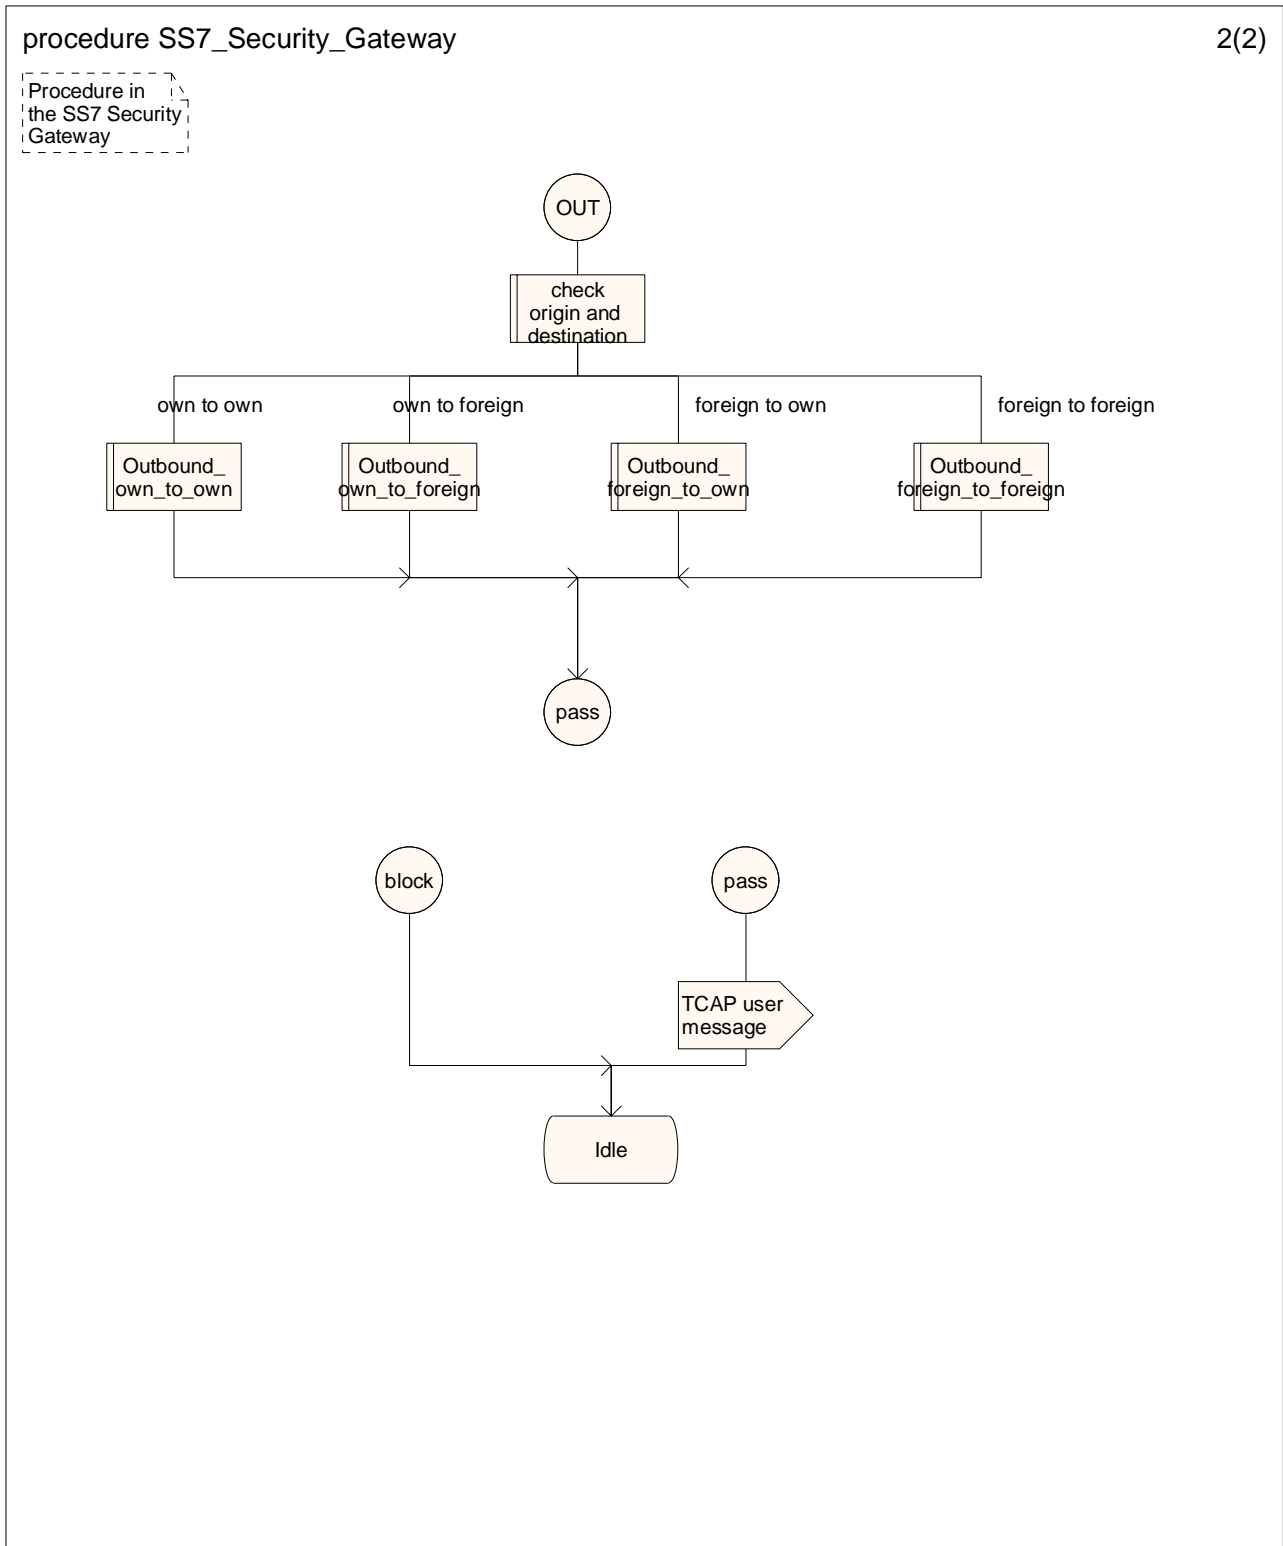 procedure SS7_Security_Gateway
2(2)
Procedure in
the SS7 Security
Gateway
OUT
check
origin and
destination
own to own
own to foreign
foreign to own
foreign to foreign
Outbound_
own_to_own
Outbound_
own_to_foreign
Outbound_
foreign_to_own
Outbound_
foreign_to_foreign
pass
block
pass
TCAP user
message
Idle